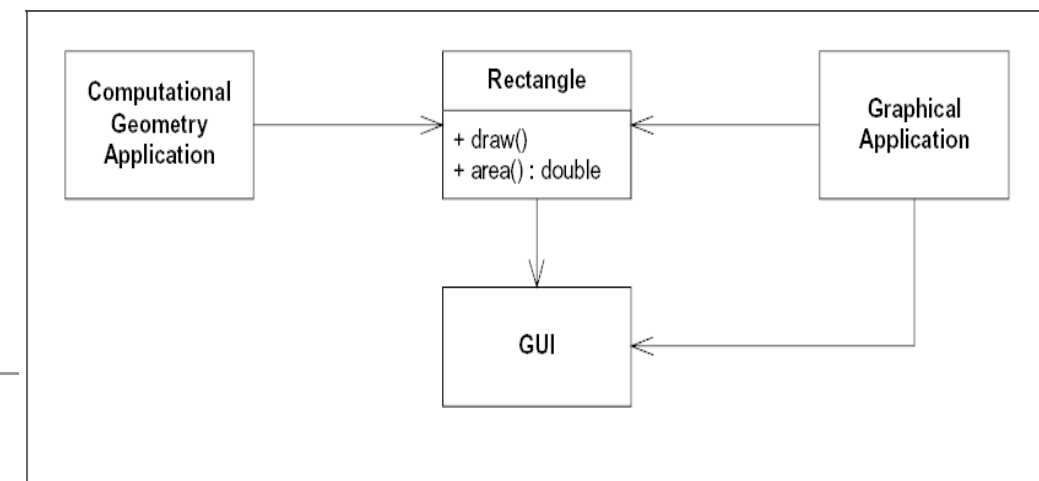 Computational
Geometry
Application
Rectangle
+ draw()
+ area() : double
Graphical
Application
GUI